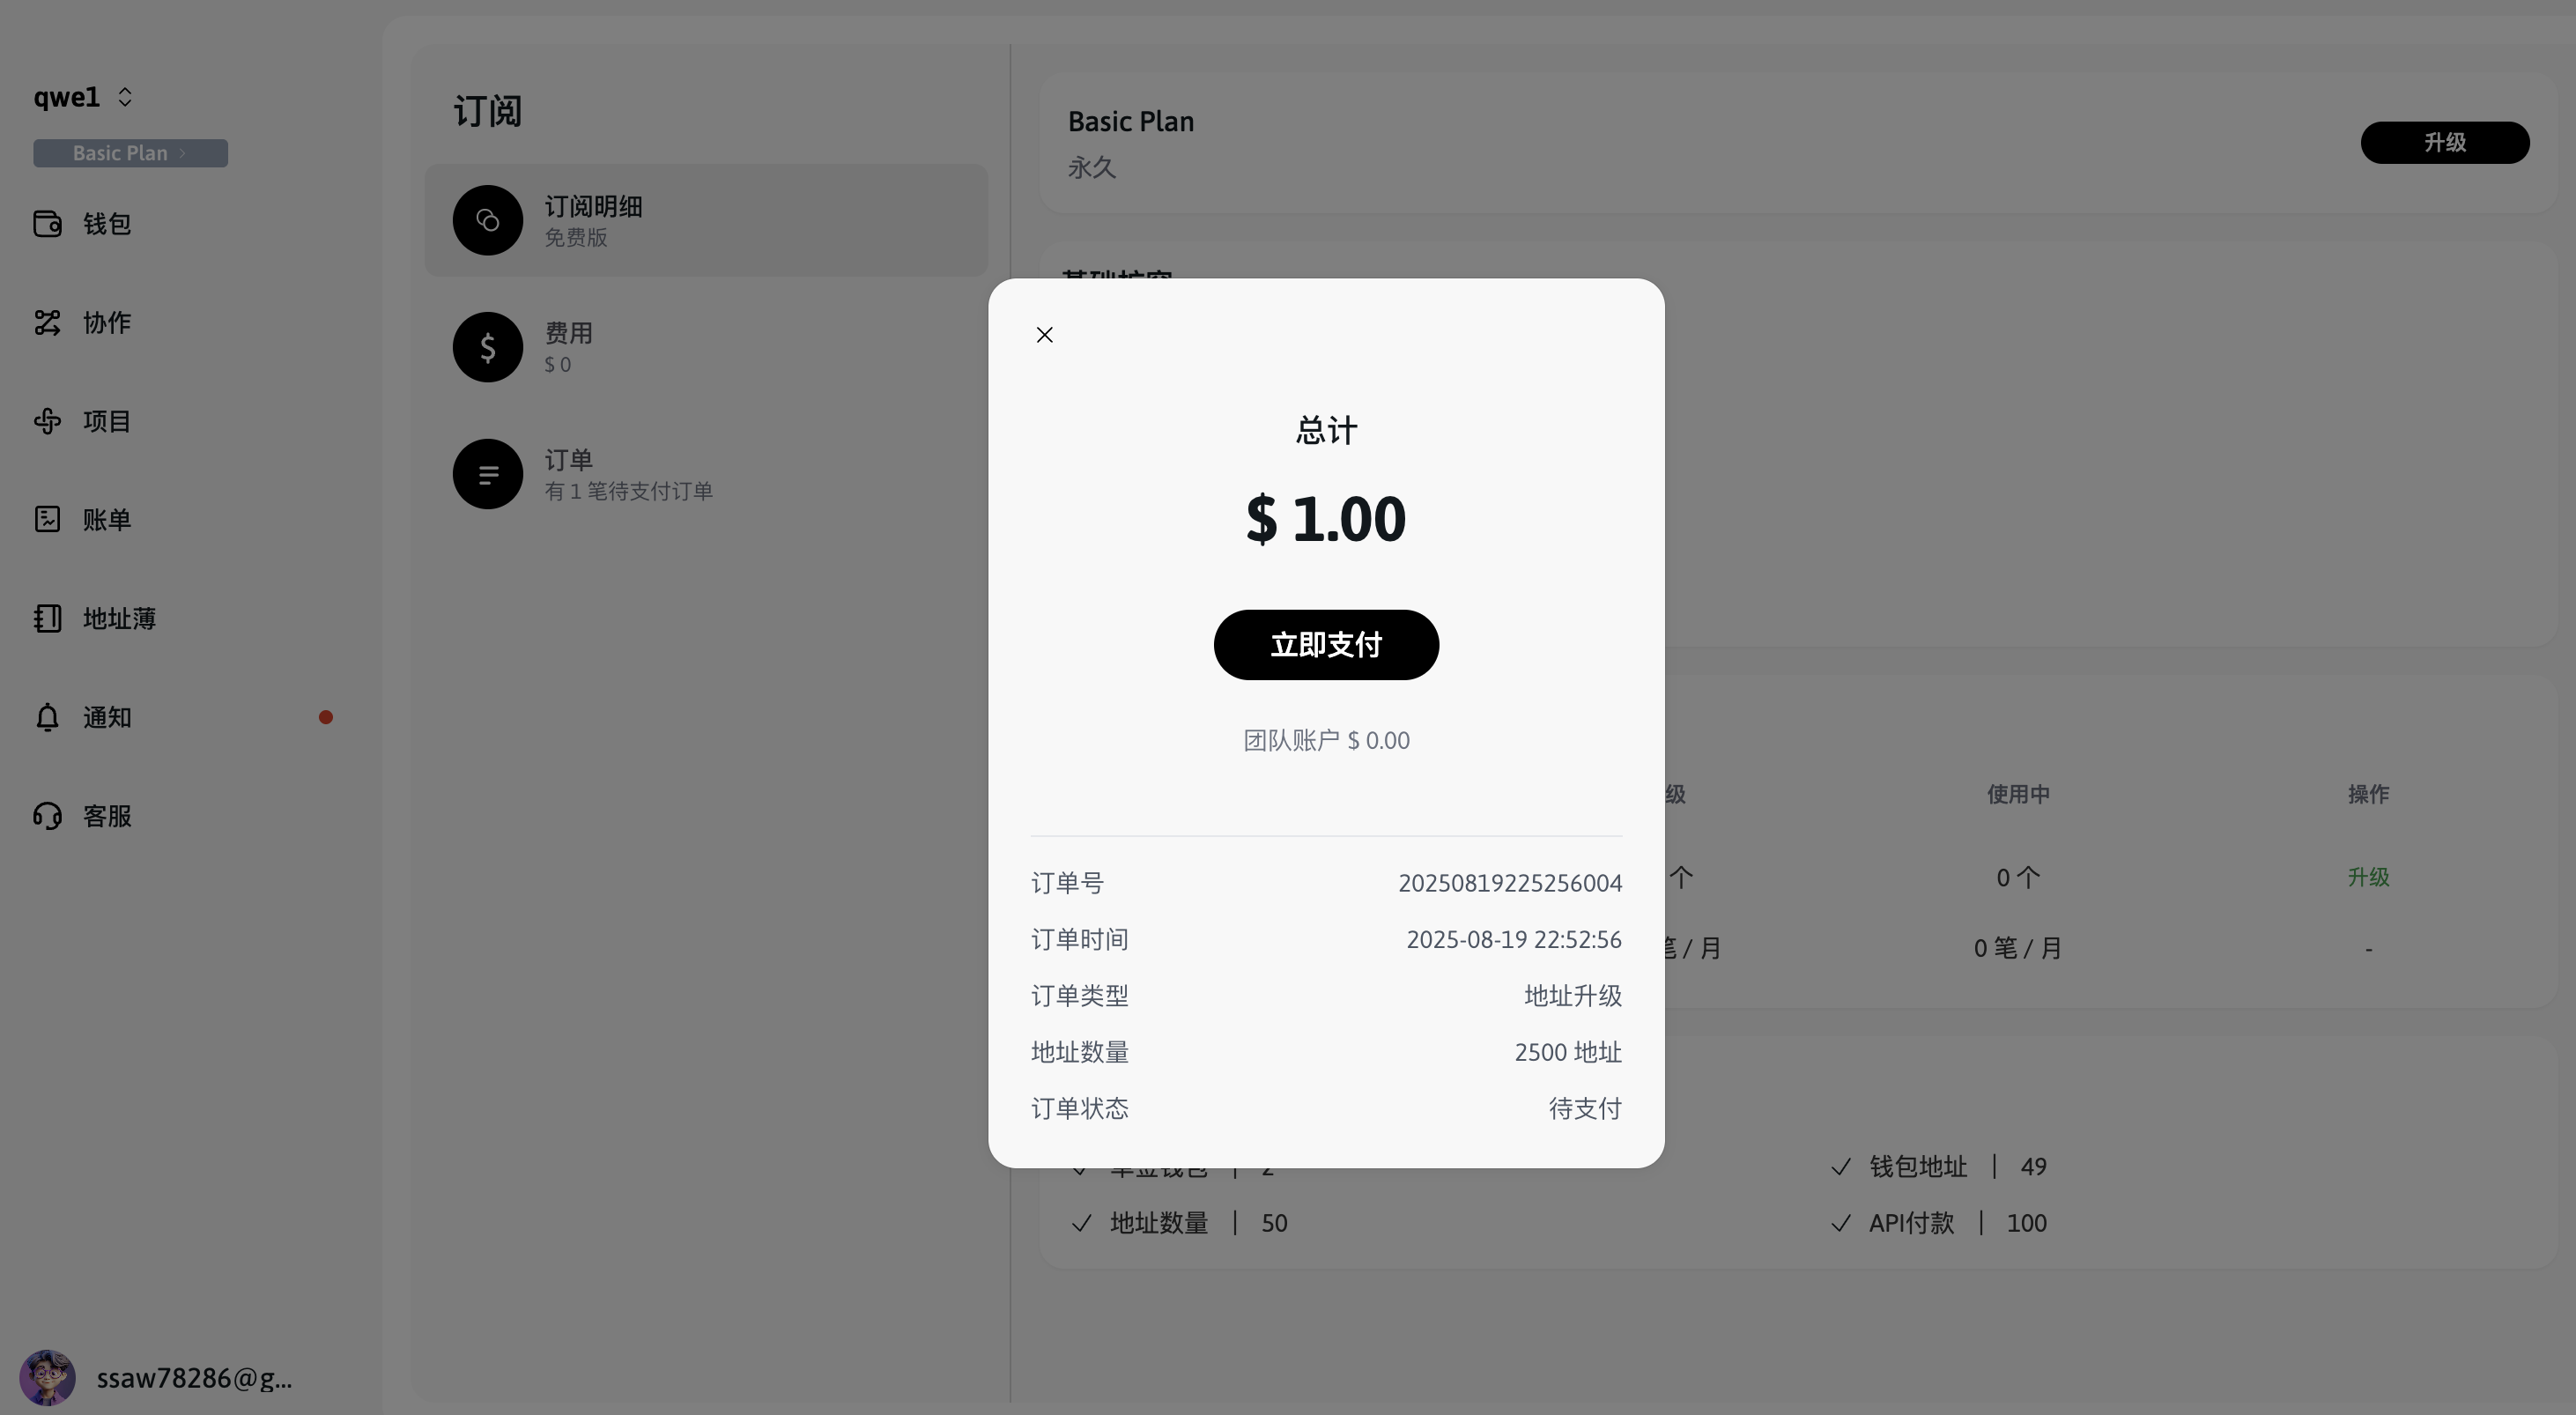 qwe1
Basic Plan
钱包
协作
项目
账单
地址薄
通知
客服
ssaw78286@g...
订阅
订阅明细
免费版
费用
$ 0
订单
有 1 笔待支付订单
Basic Plan
永久
升级
基础扩容
总计
$ 1.00
立即支付
团队账户 $ 0.00
订单号 20250819225256004
订单时间 2025-08-19 22:52:56
订单类型 地址升级
地址数量 2500 地址
订单状态 待支付
级 使用中 操作
个 0 个 升级
笔 / 月 0 笔 / 月 -
钱包地址 | 49
地址数量 | 50
API付款 | 100